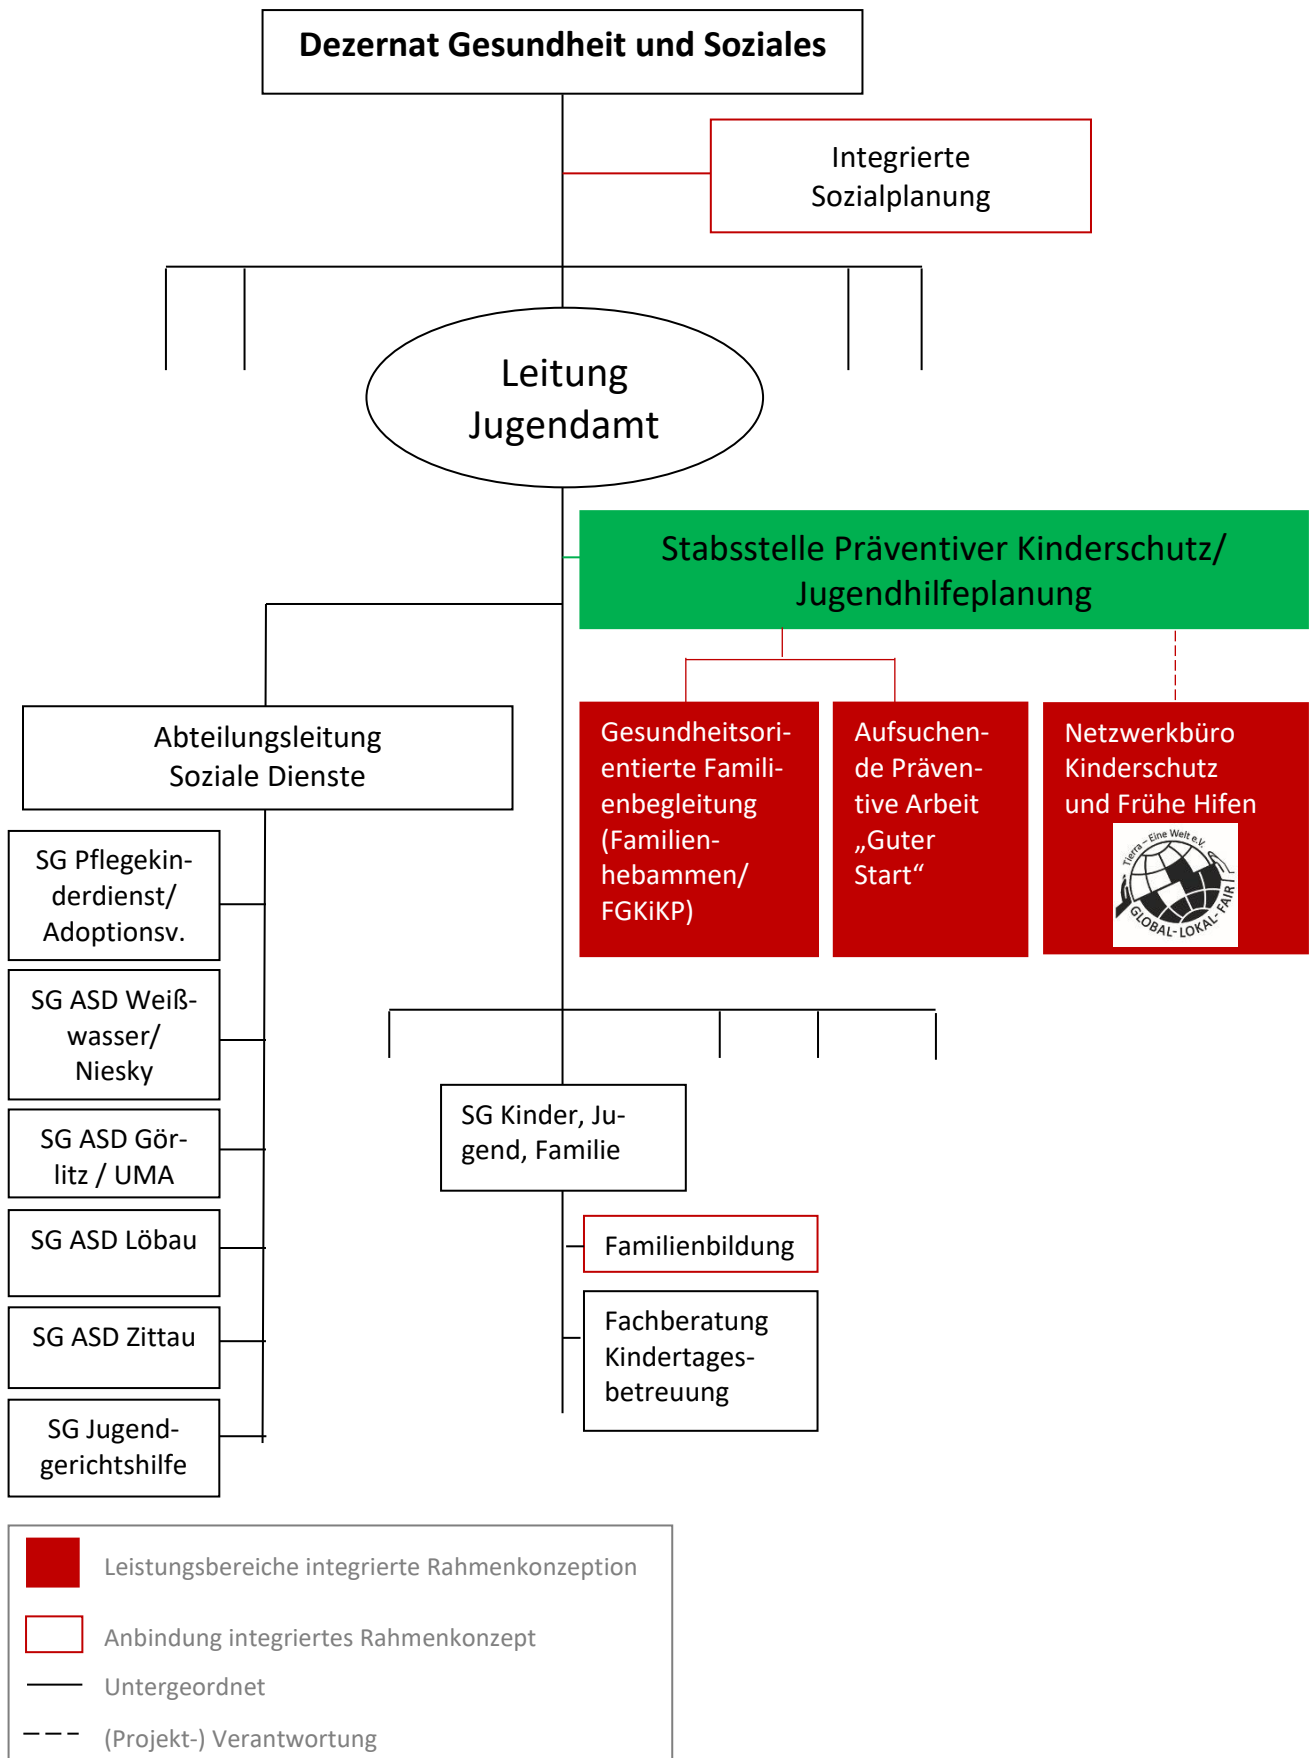 Dezernat Gesundheit und Soziales
Integrierte
Sozialplanung
Leitung
Jugendamt
Stabsstelle Präventiver Kinderschutz/
Jugendhilfeplanung
Abteilungsleitung
Soziale Dienste
Gesundheitsori-
entierte Famili-
enbegleitung
(Familien-
hebammen/
FGKiKP)
Aufsuchen-
de Präven-
tive Arbeit
„Guter
Start“
Netzwerkbüro
Kinderschutz
und Frühe Hifen
Tierra – Eine Welt e.V.
GLOBAL-LOKAL-FAIR
SG Pflegekin-
derdienst/
Adoptionsv.
SG ASD Weiß-
wasser/
Niesky
SG ASD Gör-
litz / UMA
SG ASD Löbau
SG ASD Zittau
SG Jugend-
gerichtshilfe
SG Kinder, Ju-
gend, Familie
Familienbildung
Fachberatung
Kindertages-
betreuung
Leistungsbereiche integrierte Rahmenkonzeption
Anbindung integriertes Rahmenkonzept
Untergeordnet
(Projekt-) Verantwortung